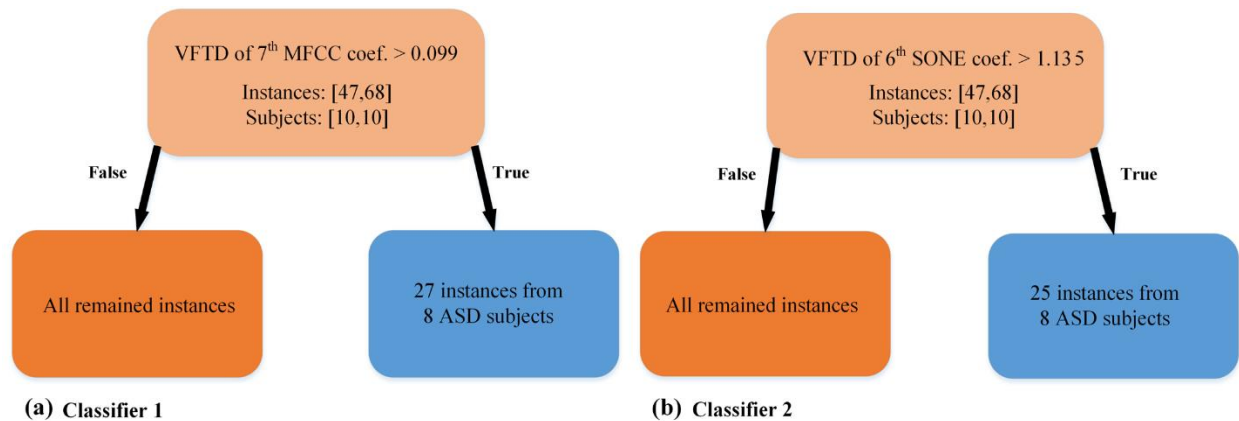 VFTD of 7th MFCC coef. > 0.099
Instances: [47,68]
Subjects: [10,10]
False
True
All remained instances
27 instances from
8 ASD subjects
(a) Classifier 1
VFTD of 6th SONE coef. > 1.135
Instances: [47,68]
Subjects: [10,10]
False
True
All remained instances
25 instances from
8 ASD subjects
(b) Classifier 2